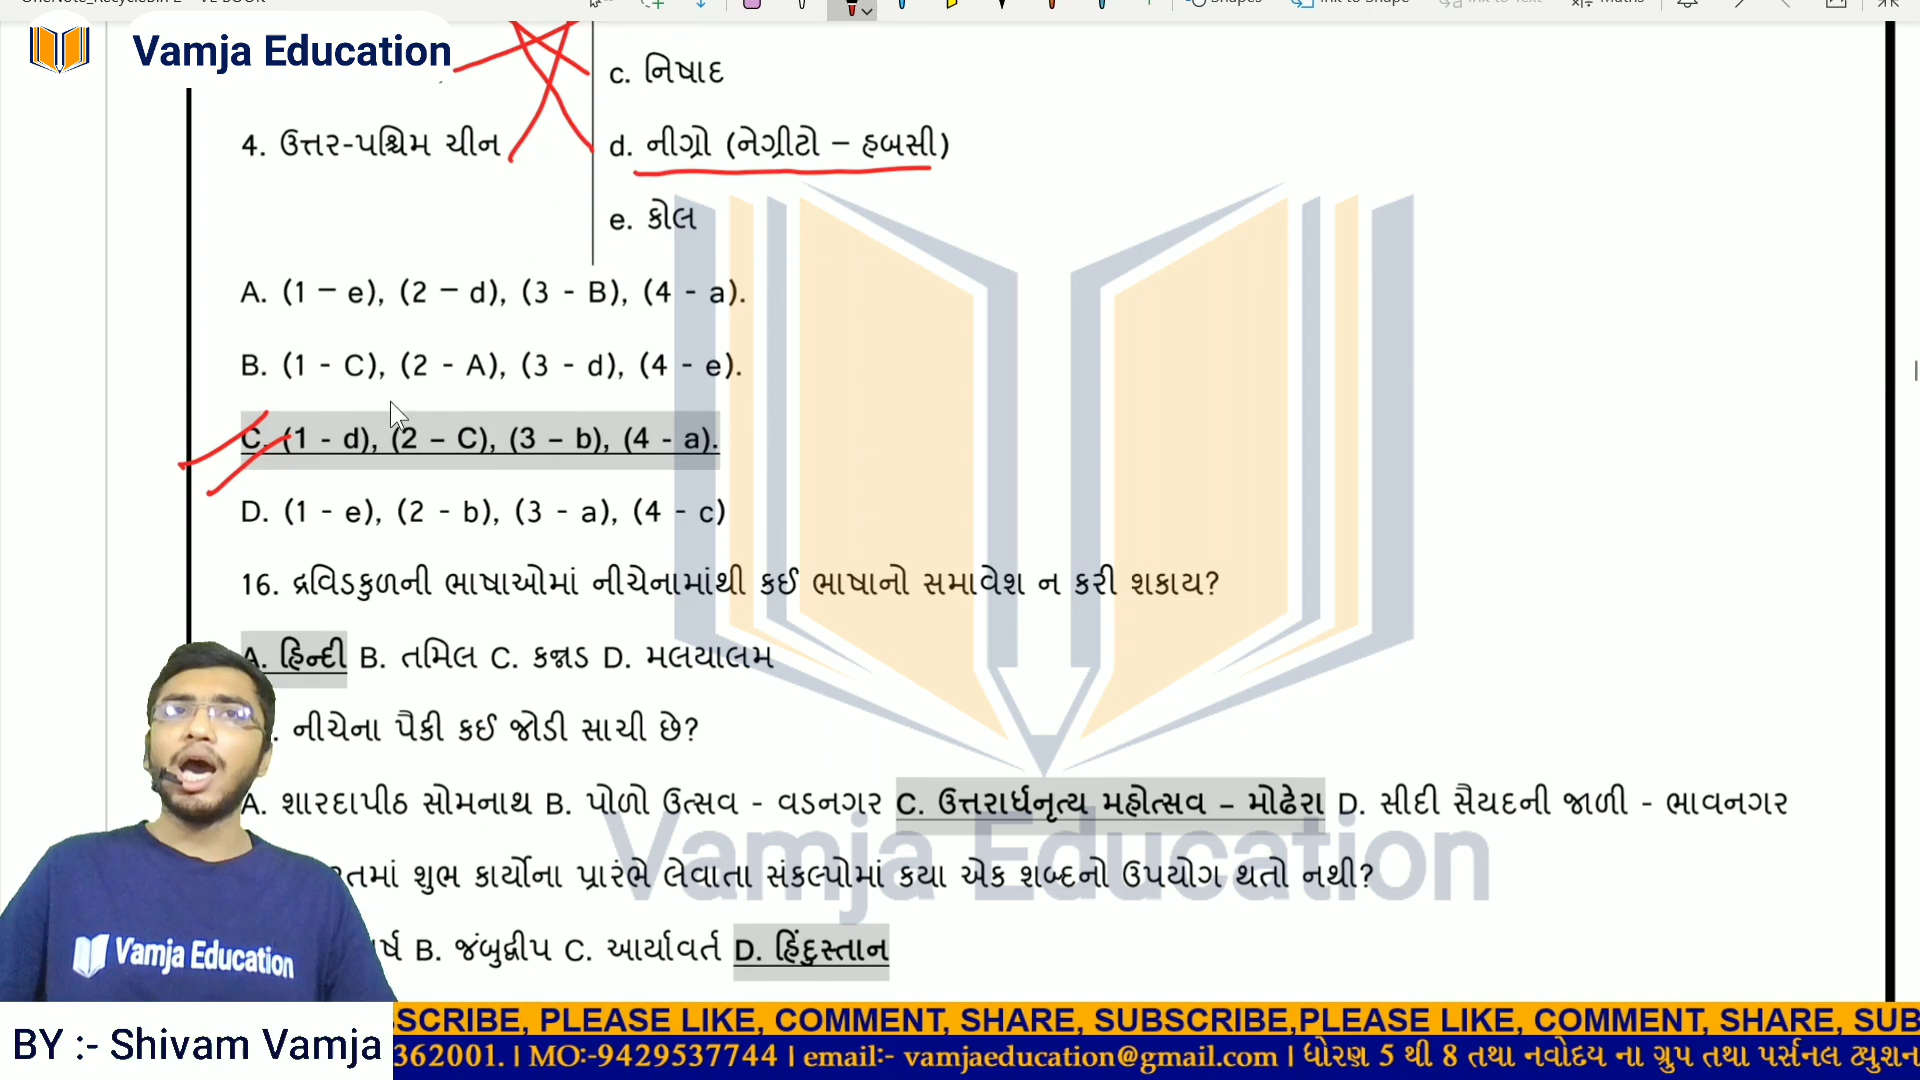 Vamja Education
c. નિષાદ
4. ઉત્તર-પશ્ચિમ ચીન
d. નીગ્રો (નેગ્રીટો – હબસી)
e. કોલ
A. (1 – e), (2 – d), (3 - B), (4 - a).
B. (1 - C), (2 - A), (3 - d), (4 - e).
C. (1 - d), (2 – C), (3 – b), (4 - a).
D. (1 - e), (2 - b), (3 - a), (4 - c)
16. દ્રવિડકુળની ભાષાઓમાં નીચેનામાંથી કઈ ભાષાનો સમાવેશ ન કરી શકાય?
A. હિન્દી B. તમિલ C. કન્નડ D. મલયાલમ
. નીચેના પૈકી કઈ જોડી સાચી છે?
A. શારદાપીઠ સોમનાથ B. પોળો ઉત્સવ - વડનગર C. ઉત્તરાર્ધનૃત્ય મહોત્સવ – મોઢેરા D. સીદી સૈયદની જાળી - ભાવનગર
તમાં શુભ કાર્યોના પ્રારંભે લેવાતા સંકલ્પોમાં કયા એક શબ્દનો ઉપયોગ થતો નથી?
ર્ષ B. જંબુદ્વીપ C. આર્યાવર્ત D. હિંદુસ્તાન
Vamja Education
Vamja Education
BY :- Shivam Vamja
SCRIBE, PLEASE LIKE, COMMENT, SHARE, SUBSCRIBE,PLEASE LIKE, COMMENT, SHARE, SUB
362001. | MO:-9429537744 | email:- vamjaeducation@gmail.com | ધોરણ 5 થી 8 તથા નવોદય ના ગ્રુપ તથા પર્સનલ ટ્યુશન